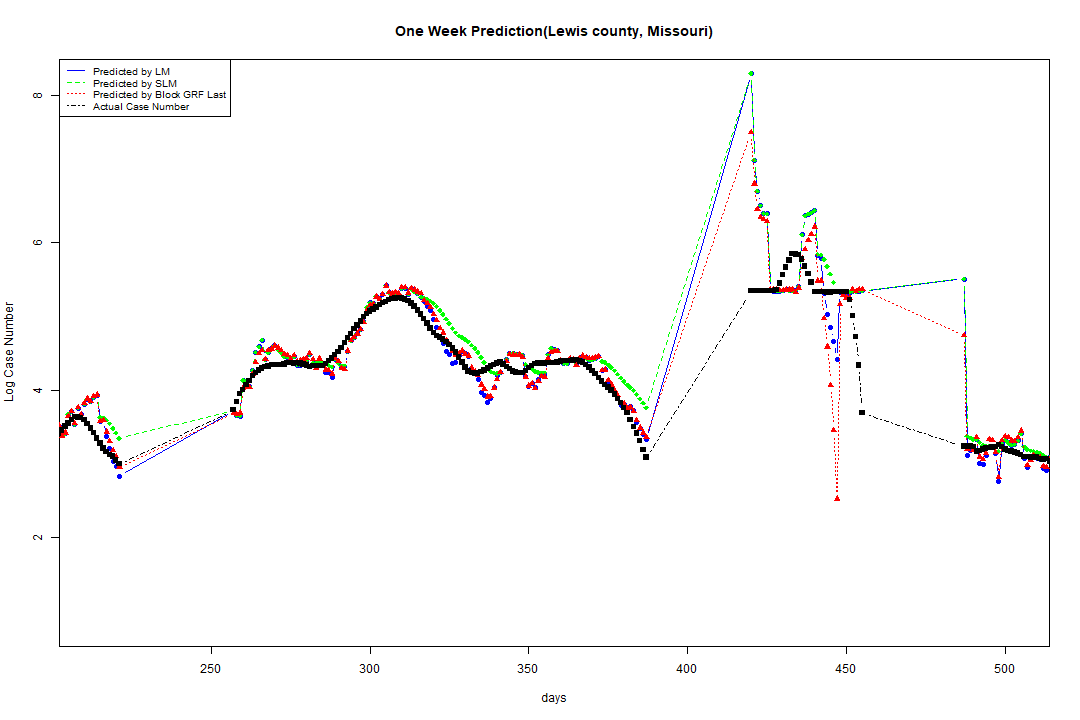 One Week Prediction(Lewis county, Missouri)
Predicted by LM
Predicted by SLM
Predicted by Block GRF Last
Actual Case Number
8
6
4
2
Log Case Number
250 300 350 400 450 500
days